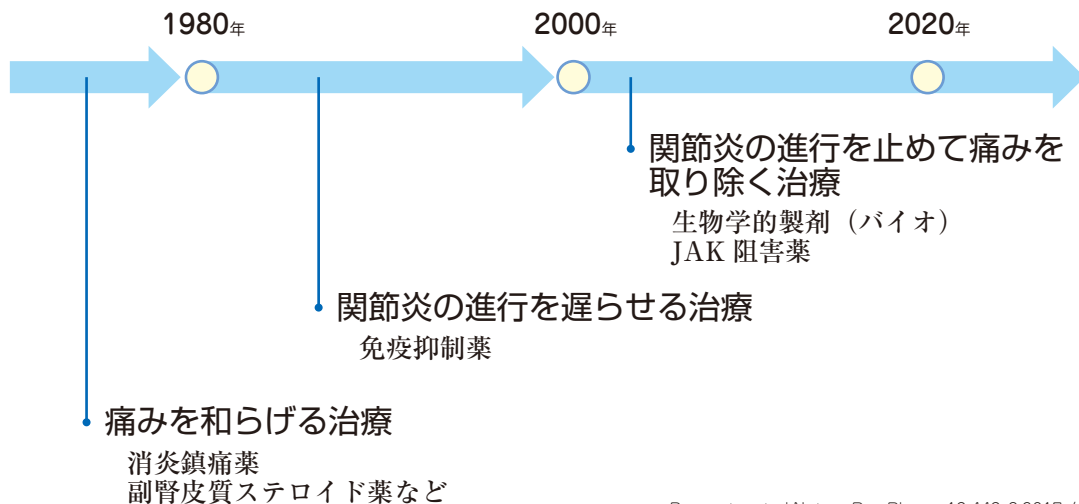 1980年
2000年
2020年
関節炎の進行を止めて痛みを
取り除く治療
生物学的製剤（バイオ）
JAK 阻害薬
関節炎の進行を遅らせる治療
免疫抑制薬
痛みを和らげる治療
消炎鎮痛薬
副腎皮質ステロイド薬など